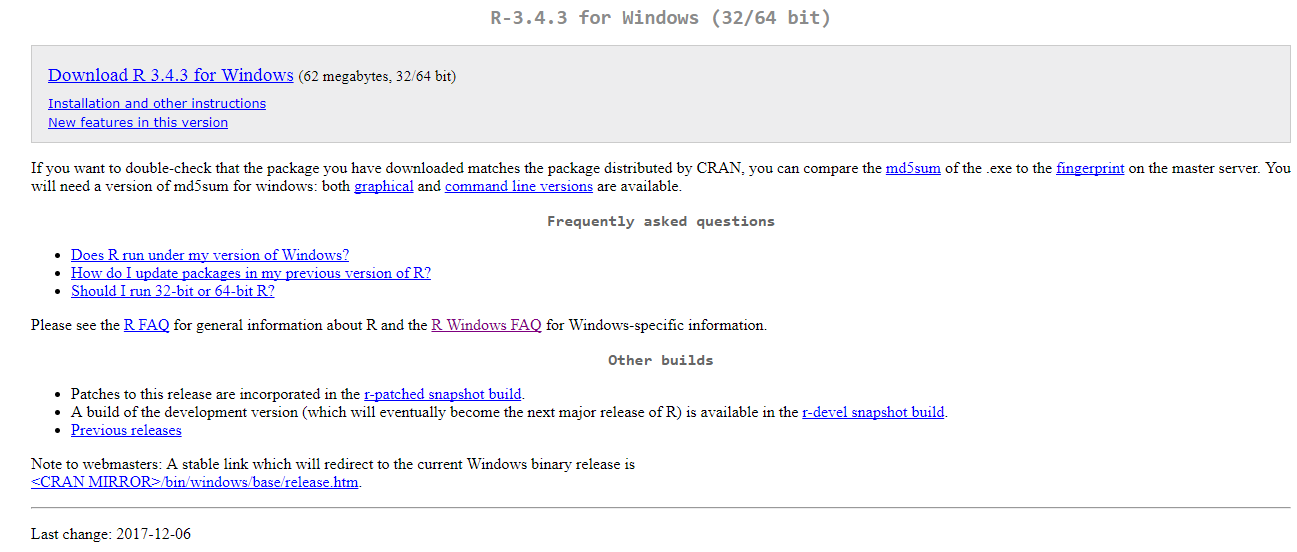 R-3.4.3 for Windows (32/64 bit)
Download R 3.4.3 for Windows (62 megabytes, 32/64 bit)
Installation and other instructions
New features in this version
If you want to double-check that the package you have downloaded matches the package distributed by CRAN, you can compare the md5sum of the .exe to the fingerprint on the master server. You
will need a version of md5sum for windows: both graphical and command line versions are available.
Frequently asked questions
• Does R run under my version of Windows?
• How do I update packages in my previous version of R?
• Should I run 32-bit or 64-bit R?
Please see the R FAQ for general information about R and the R Windows FAQ for Windows-specific information.
Other builds
• Patches to this release are incorporated in the r-patched snapshot build.
• A build of the development version (which will eventually become the next major release of R) is available in the r-devel snapshot build.
• Previous releases
Note to webmasters: A stable link which will redirect to the current Windows binary release is
<CRAN MIRROR>/bin/windows/base/release.htm.
Last change: 2017-12-06